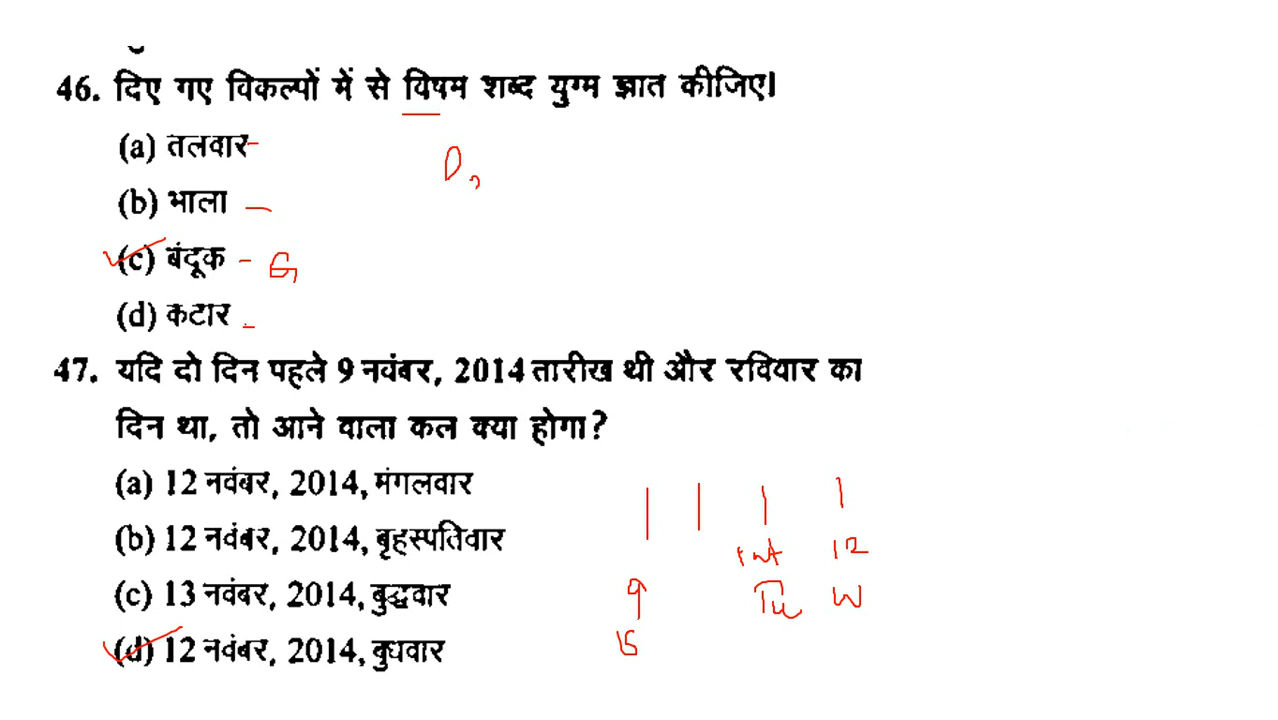 46. दिए गए विकल्पों में से विषम शब्द युग्म ज्ञात कीजिए।
(a) तलवार
(b) भाला
(c) बंदूक - G
(d) कटार
47. यदि दो दिन पहले 9 नवंबर, 2014 तारीख थी और रविवार का
दिन था, तो आने वाला कल क्या होगा?
(a) 12 नवंबर, 2014, मंगलवार
(b) 12 नवंबर, 2014, बृहस्पतिवार
(c) 13 नवंबर, 2014, बुद्धवार
(d) 12 नवंबर, 2014, बुधवार
12
9 Tu W